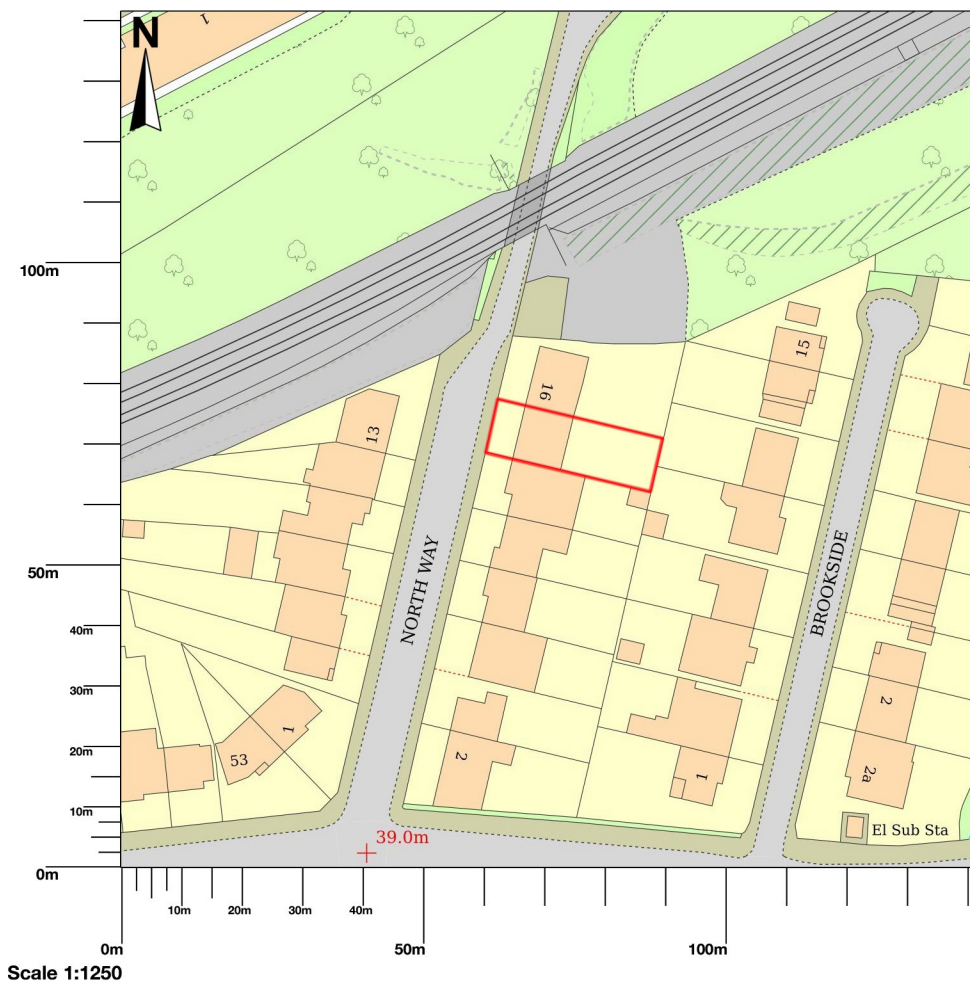 1
N
100m
15
16
13
50m
NORTH WAY
BROOKSIDE
40m
30m
2
1
53
20m
2
1
2a
10m
39.0m
El Sub Sta
0m
10m
20m
30m
40m
0m
50m
100m
Scale 1:1250